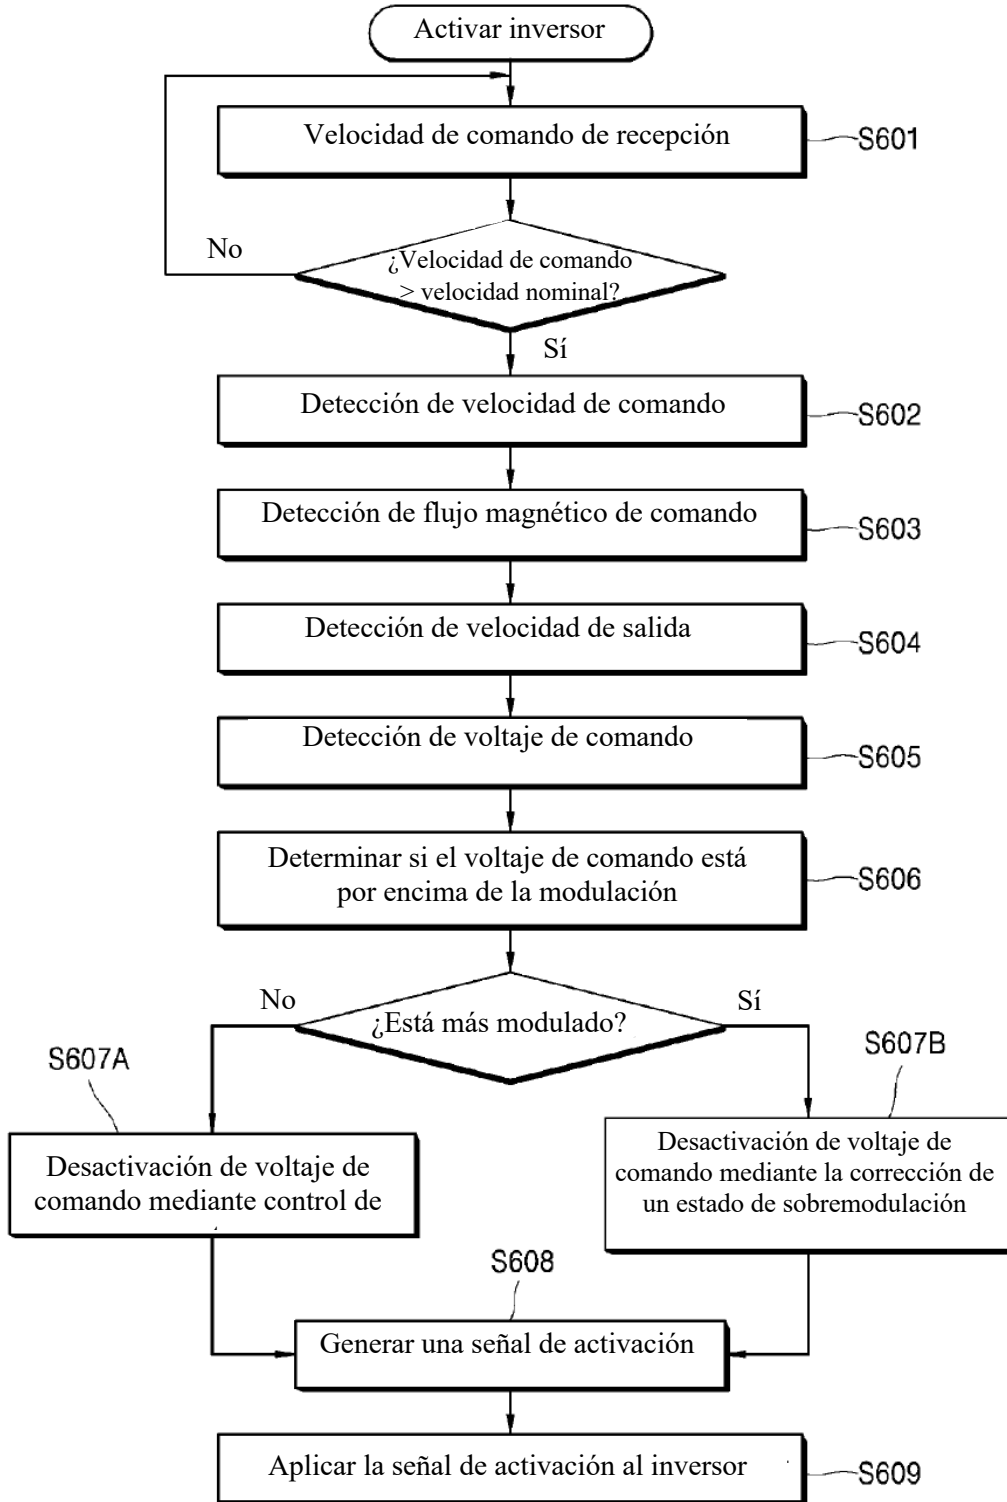 Activar inversor
Velocidad de comando de recepción
S601
No
¿Velocidad de comando
> velocidad nominal?
Sí
Detección de velocidad de comando
S602
Detección de flujo magnético de comando
S603
Detección de velocidad de salida
S604
Detección de voltaje de comando
S605
Determinar si el voltaje de comando está
por encima de la modulación
S606
No
¿Está más modulado?
Sí
S607A
S607B
Desactivación de voltaje de
comando mediante control de
Desactivación de voltaje de
comando mediante la corrección de
un estado de sobremodulación
S608
Generar una señal de activación
Aplicar la señal de activación al inversor
S609